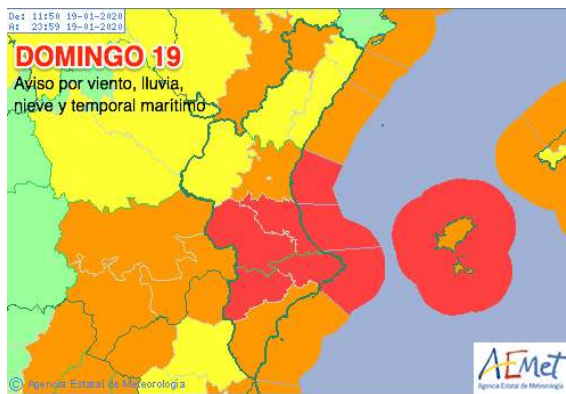 De: 11:50 19-01-2020
A: 23:59 19-01-2020
DOMINGO 19
Aviso por viento, lluvia,
nieve y temporal marítimo
© Agencia Estatal de Meteorología
AEMet
Agencia Estatal de Meteorología